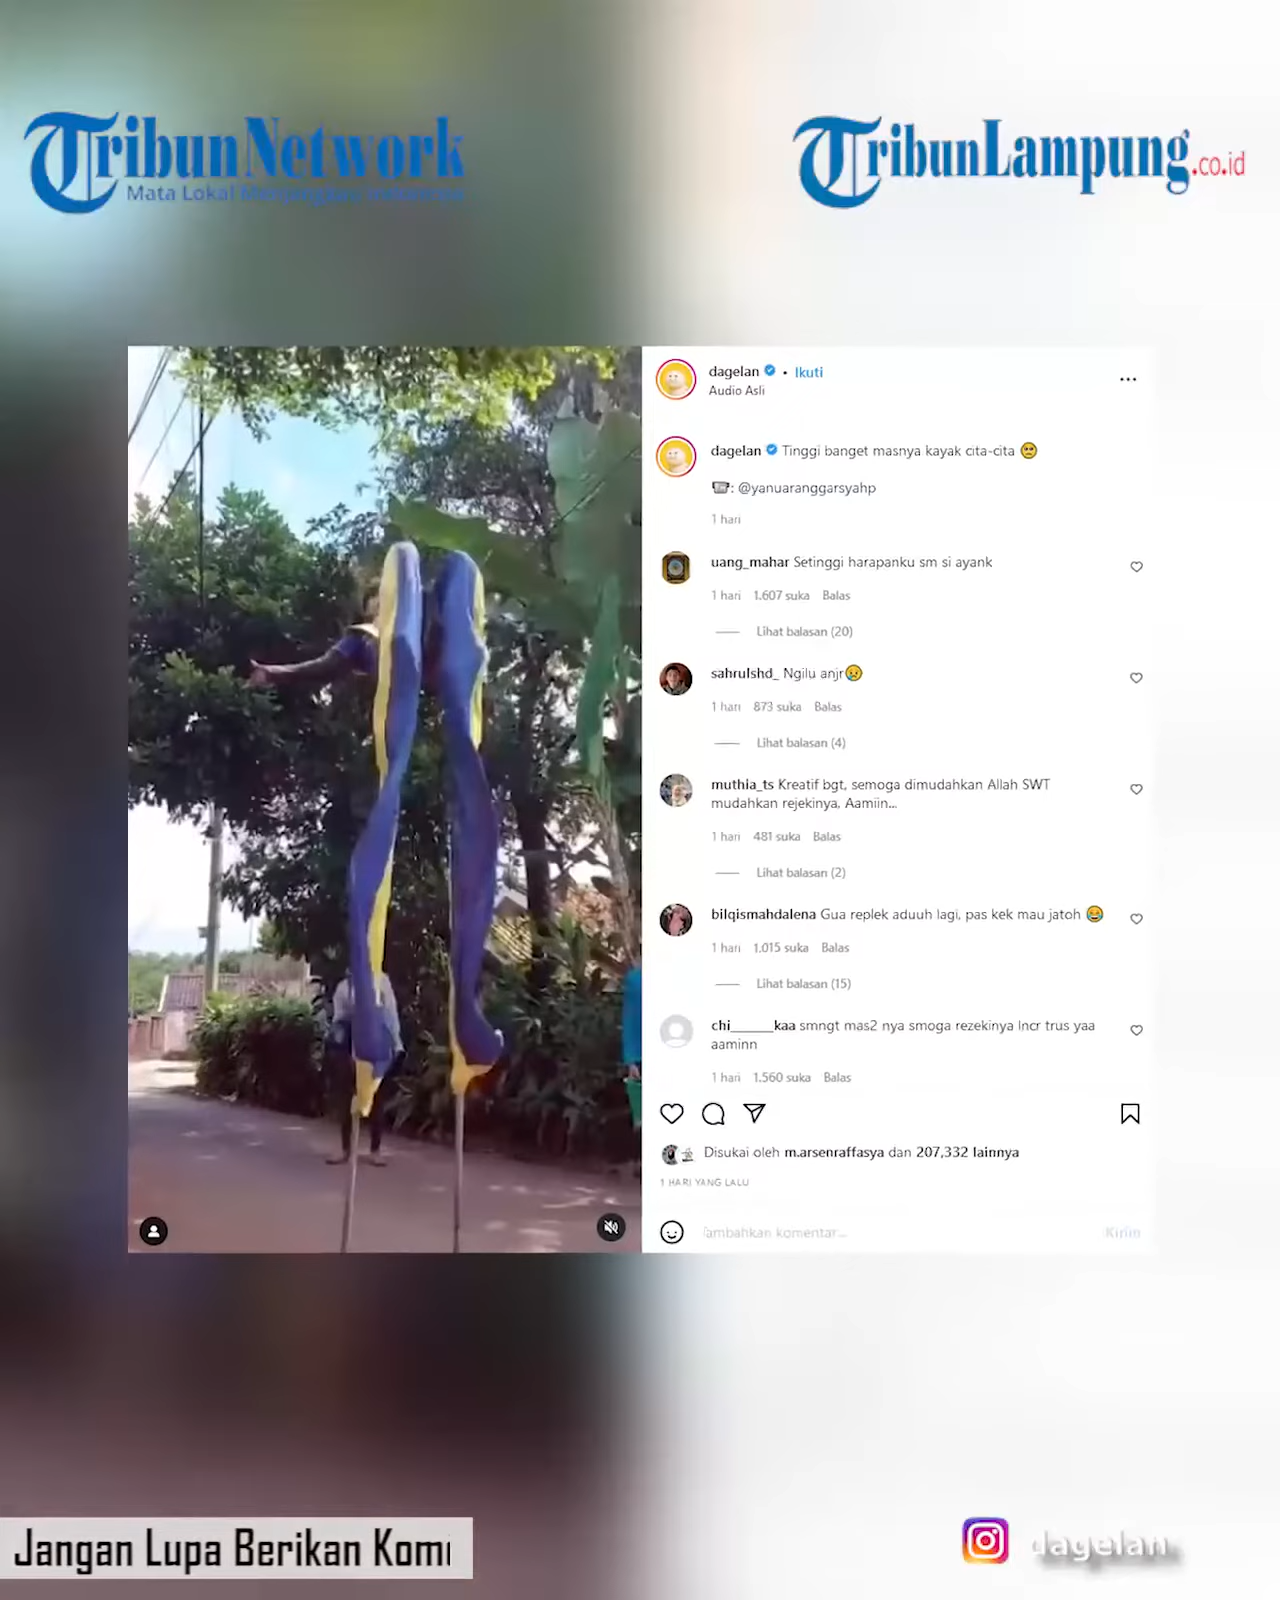 TribunNetwork
Mata Lokal Menjangkau Indonesia
TribunLampung.co.id
dagelan • Ikuti
Audio Asli
dagelan Tinggi banget masnya kayak cita-cita 🥺
📹: @yanuaranggarsyahp
1 hari
uang_mahar Setinggi harapanku sm si ayank
1 hari 1.607 suka Balas
Lihat balasan (20)
sahrulshd_ Ngilu anjr😢
1 hari 873 suka Balas
Lihat balasan (4)
muthia_ts Kreatif bgt, semoga dimudahkan Allah SWT
mudahkan rejekinya, Aamiin...
1 hari 481 suka Balas
Lihat balasan (2)
bilqismahdalena Gua replek aduuh lagi, pas kek mau jatoh 😂
1 hari 1.015 suka Balas
Lihat balasan (15)
chi______kaa smngt mas2 nya smoga rezekinya lncr trus yaa
aaminn
1 hari 1.560 suka Balas
Disukai oleh m.arsenraffasya dan 207,332 lainnya
1 HARI YANG LALU
Tambahkan komentar...
Kirim
Jangan Lupa Berikan Kom
dagelan